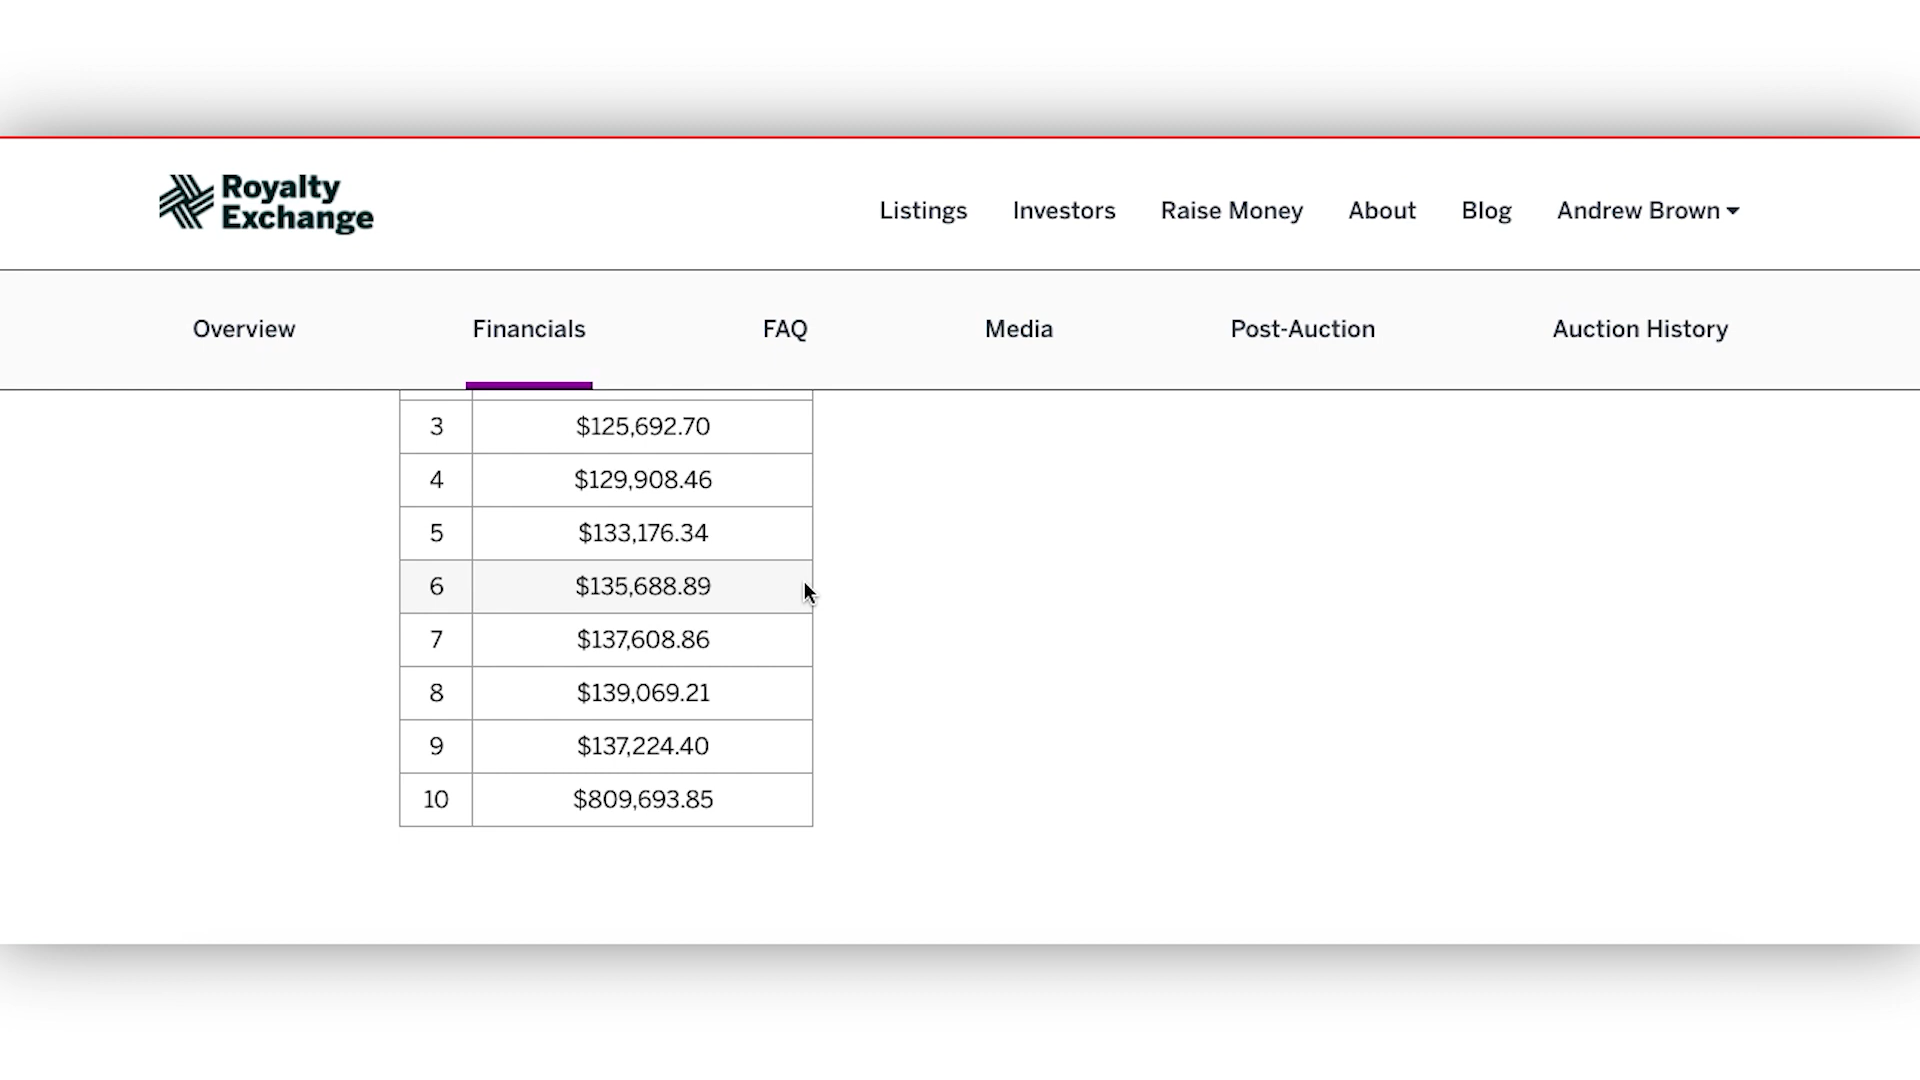 Royalty
Exchange
Listings Investors Raise Money About Blog Andrew Brown
Overview Financials FAQ Media Post-Auction Auction History
3 $125,692.70
4 $129,908.46
5 $133,176.34
6 $135,688.89
7 $137,608.86
8 $139,069.21
9 $137,224.40
10 $809,693.85